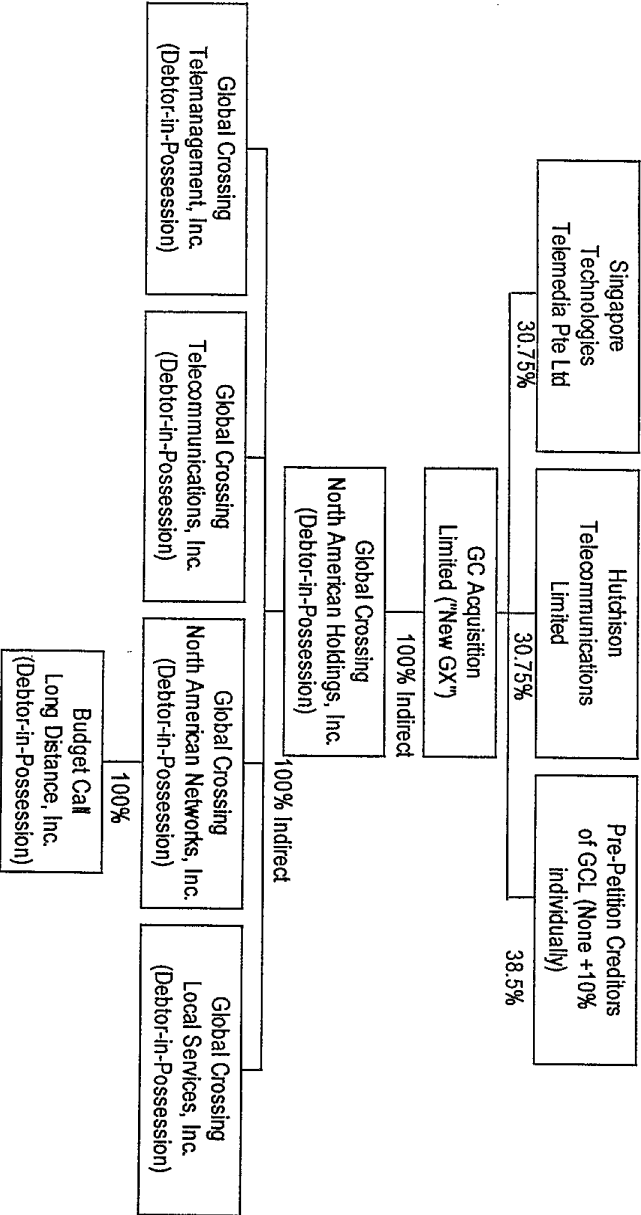 Singapore
Technologies
Telemedia Pte Ltd
Hutchison
Telecommunications
Limited
Pre-Petition Creditors
of GCL (None +10%
individually)
30.75%
30.75%
38.5%
GC Acquisition
Limited ("New GX")
100% Indirect
Global Crossing
North American Holdings, Inc.
(Debtor-in-Possession)
100% Indirect
Global Crossing
Telemanagement, Inc.
(Debtor-in-Possession)
Global Crossing
Telecommunications, Inc.
(Debtor-in-Possession)
Global Crossing
North American Networks, Inc.
(Debtor-in-Possession)
Global Crossing
Local Services, Inc.
(Debtor-in-Possession)
100%
Budget Call
Long Distance, Inc.
(Debtor-in-Possession)